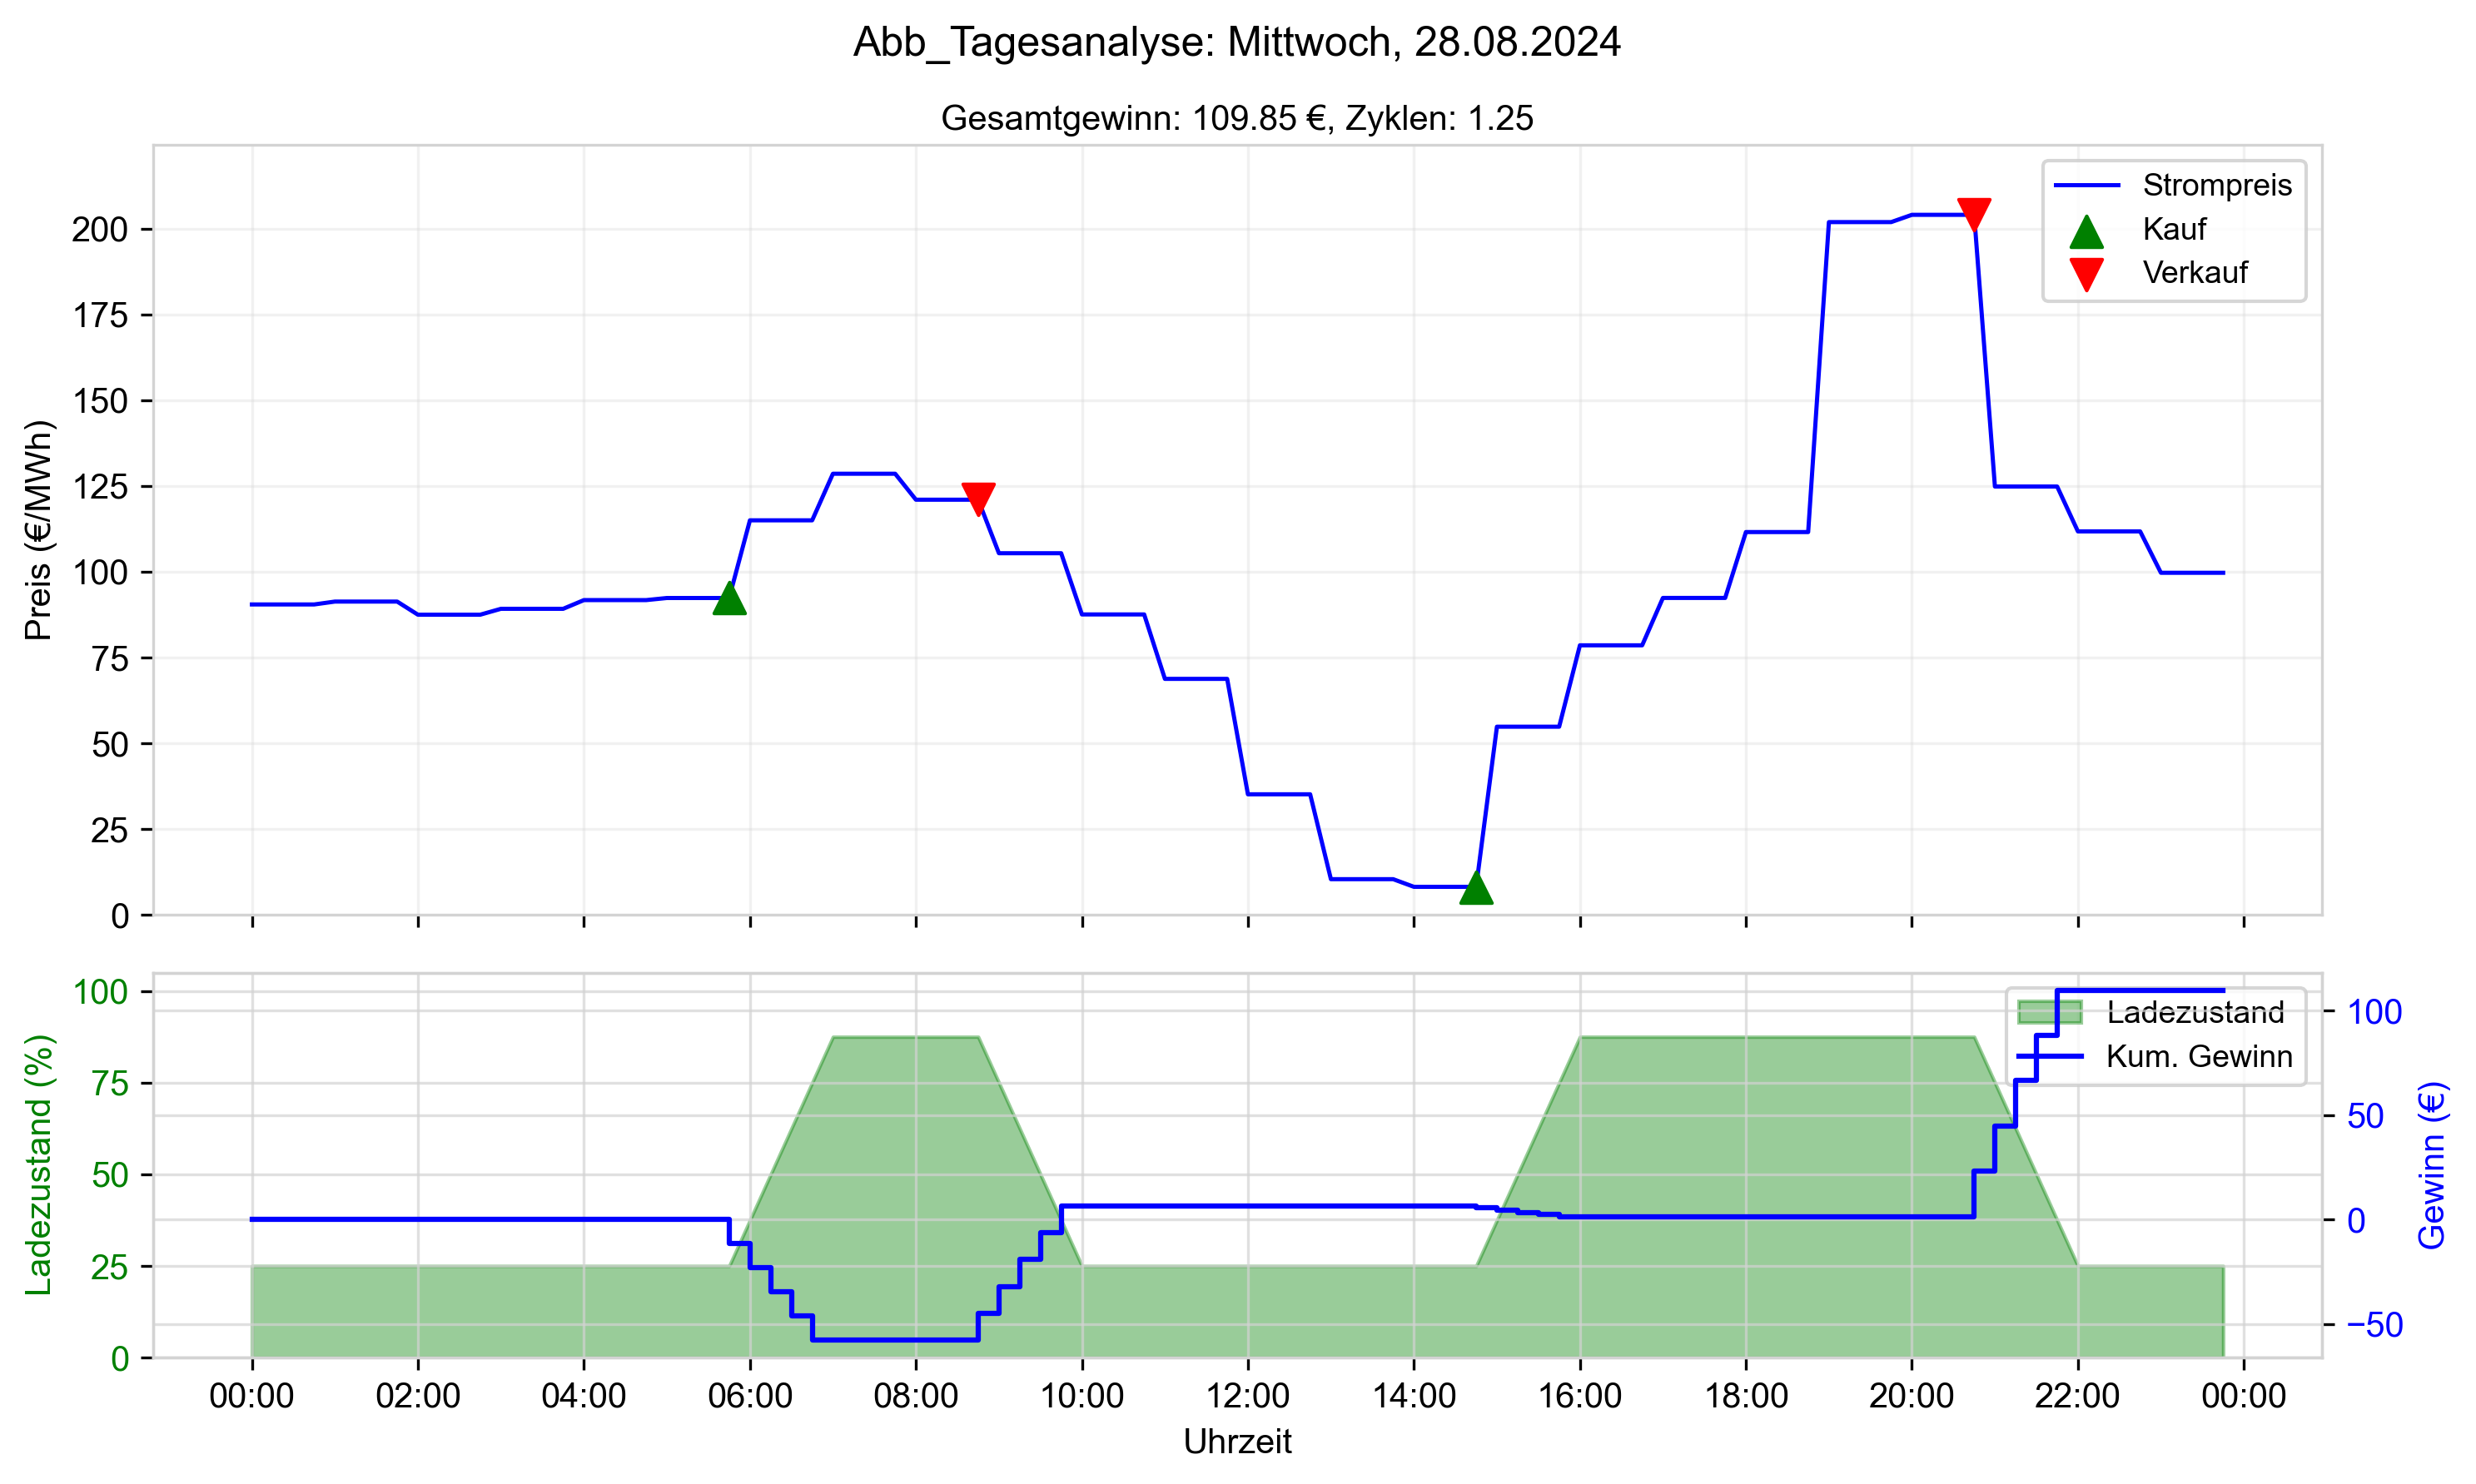 Abb_Tagesanalyse: Mittwoch, 28.08.2024
Gesamtgewinn: 109.85 €, Zyklen: 1.25
Preis (€/MWh)
200
175
150
125
100
75
50
25
0
Strompreis
Kauf
Verkauf
Ladezustand (%)
100
75
50
25
0
Ladezustand
Kum. Gewinn
100
50
0
−50
Gewinn (€)
00:00 02:00 04:00 06:00 08:00 10:00 12:00 14:00 16:00 18:00 20:00 22:00 00:00
Uhrzeit